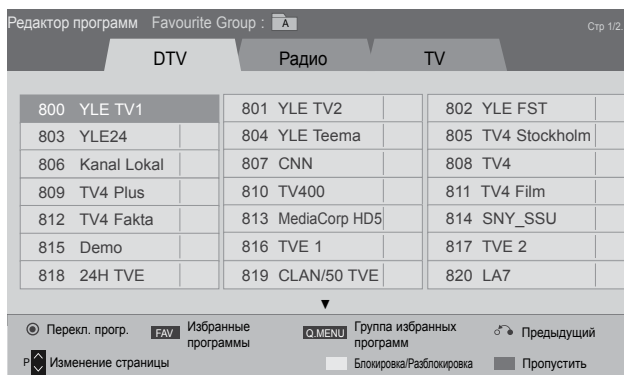 Редактор программ Favourite Group : A Стр 1/2.
DTV Радио TV
800 YLE TV1 801 YLE TV2 802 YLE FST
803 YLE24 804 YLE Teema 805 TV4 Stockholm
806 Kanal Lokal 807 CNN 808 TV4
809 TV4 Plus 810 TV400 811 TV4 Film
812 TV4 Fakta 813 MediaCorp HD5 814 SNY_SSU
815 Demo 816 TVE 1 817 TVE 2
818 24H TVE 819 CLAN/50 TVE 820 LA7
Перекл. прогр. FAV Избранные программы Q.MENU Группа избранных программ Предыдущий
P Изменение страницы Блокировка/Разблокировка Пропустить